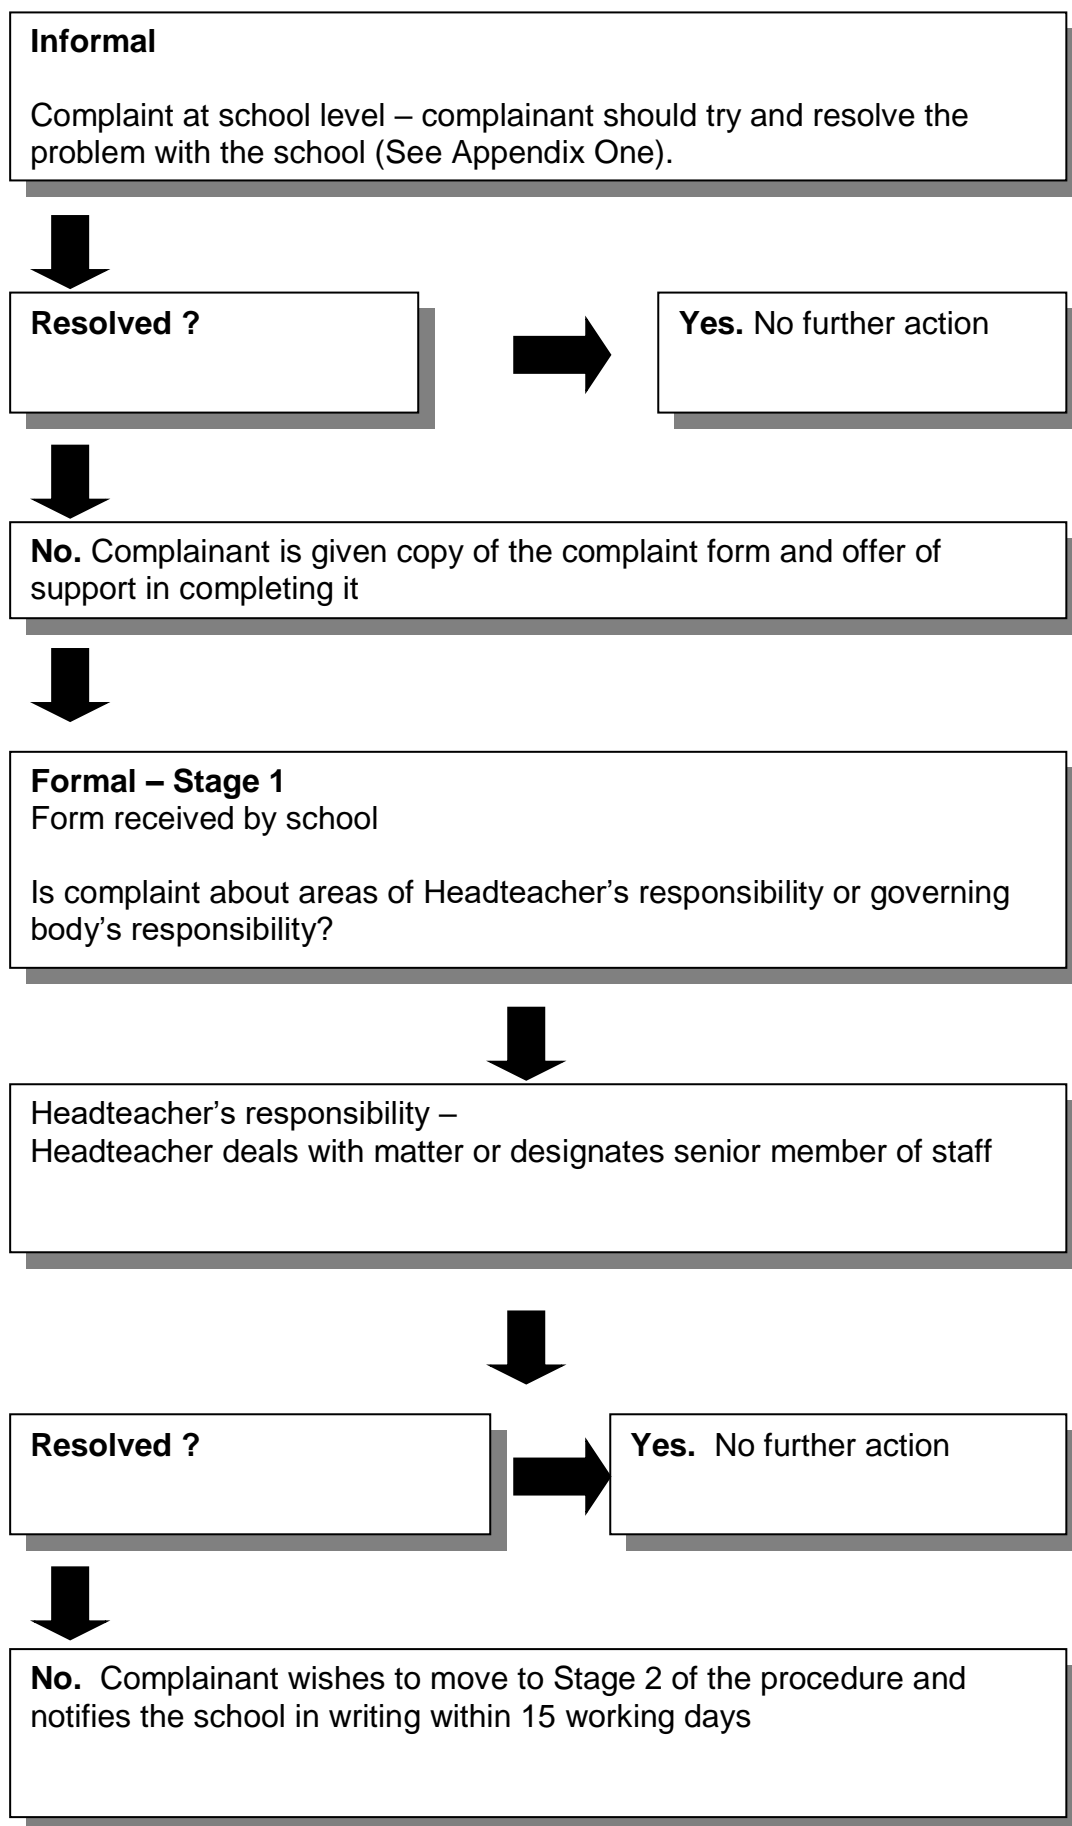 Informal
Complaint at school level – complainant should try and resolve the
problem with the school (See Appendix One).
Resolved ?
Yes. No further action
No. Complainant is given copy of the complaint form and offer of
support in completing it
Formal – Stage 1
Form received by school
Is complaint about areas of Headteacher’s responsibility or governing
body’s responsibility?
Headteacher’s responsibility –
Headteacher deals with matter or designates senior member of staff
Resolved ?
Yes. No further action
No. Complainant wishes to move to Stage 2 of the procedure and
notifies the school in writing within 15 working days